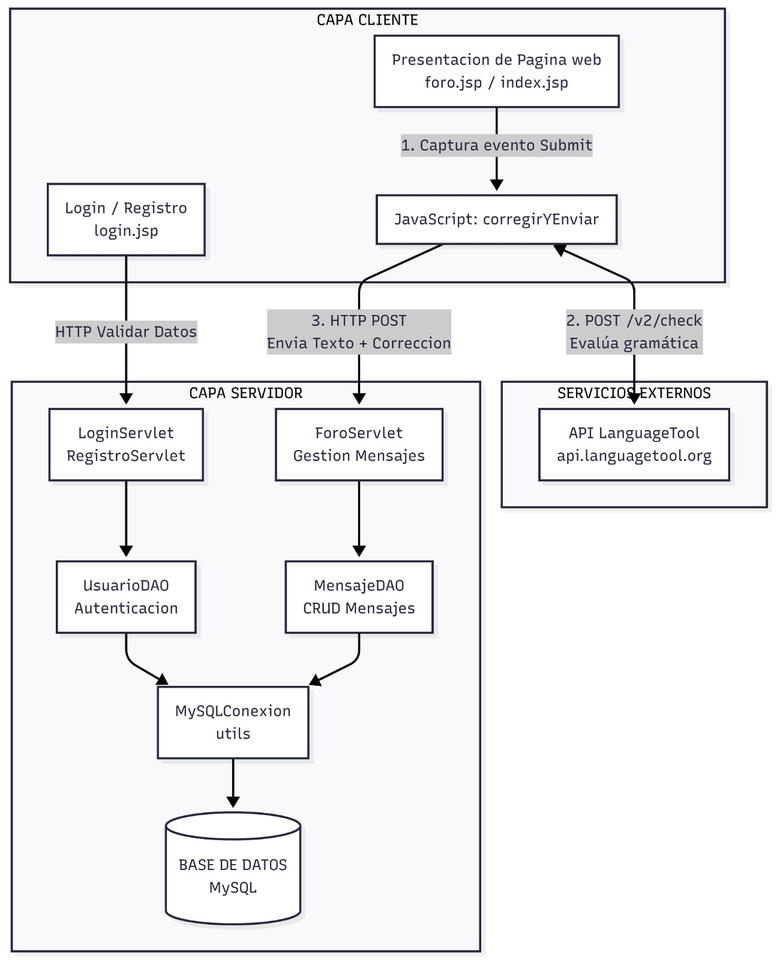 CAPA CLIENTE
Presentacion de Pagina web
foro.jsp / index.jsp
1. Captura evento Submit
Login / Registro
login.jsp
JavaScript: corregirYEnviar
HTTP Validar Datos
3. HTTP POST
Envia Texto + Correccion
2. POST /v2/check
Evalúa gramática
CAPA SERVIDOR
SERVICIOS EXTERNOS
LoginServlet
RegistroServlet
ForoServlet
Gestion Mensajes
API LanguageTool
api.languagetool.org
UsuarioDAO
Autenticacion
MensajeDAO
CRUD Mensajes
MySQLConexion
utils
BASE DE DATOS
MySQL